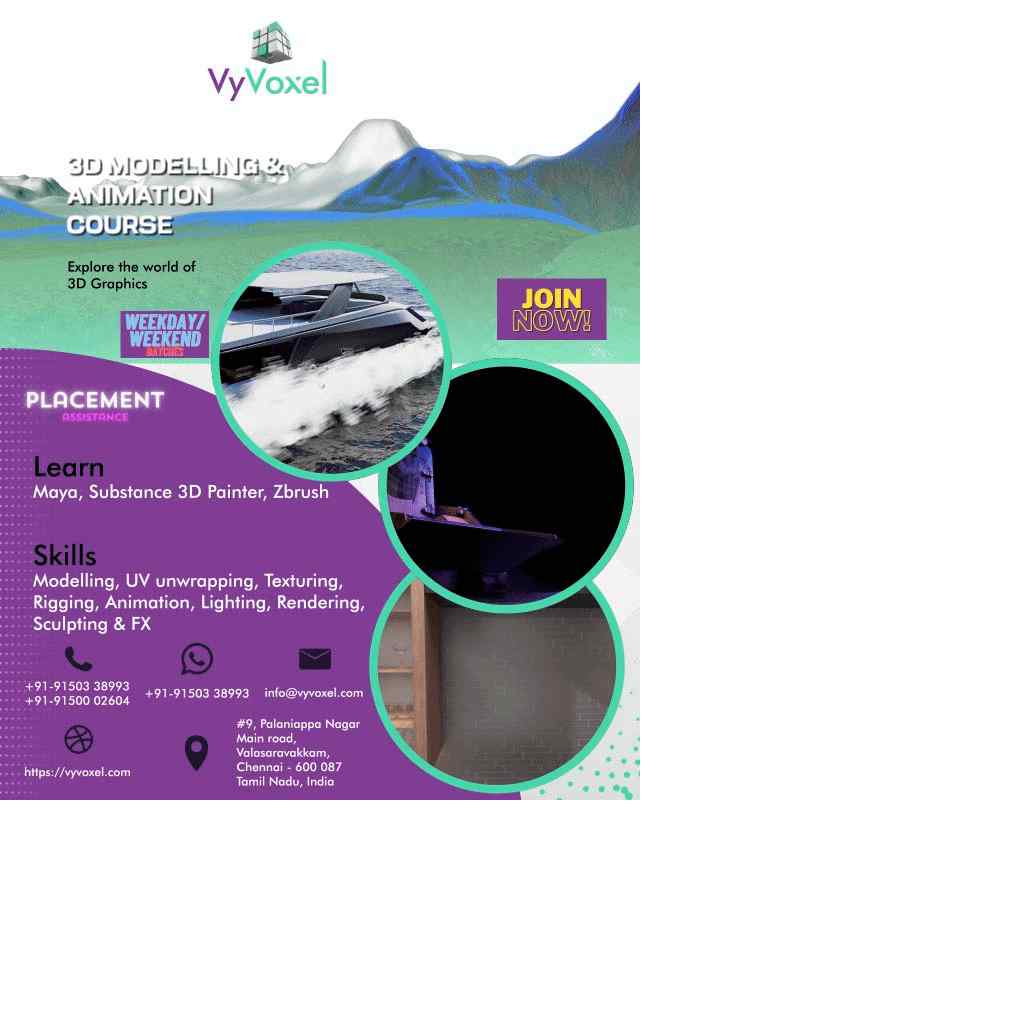 VyVoxel
3D MODELLING &
ANIMATION
COURSE
Explore the world of
3D Graphics
JOIN
NOW!
WEEKDAY/
WEEKEND
BATCHES
PLACEMENT
ASSISTANCE
Learn
Maya, Substance 3D Painter, Zbrush
Skills
Modelling, UV unwrapping, Texturing,
Rigging, Animation, Lighting, Rendering,
Sculpting & FX
+91-91503 38993
+91-91500 02604
+91-91503 38993
info@vyvoxel.com
https://vyvoxel.com
#9, Palaniappa Nagar
Main road,
Valasaravakkam,
Chennai - 600 087
Tamil Nadu, India